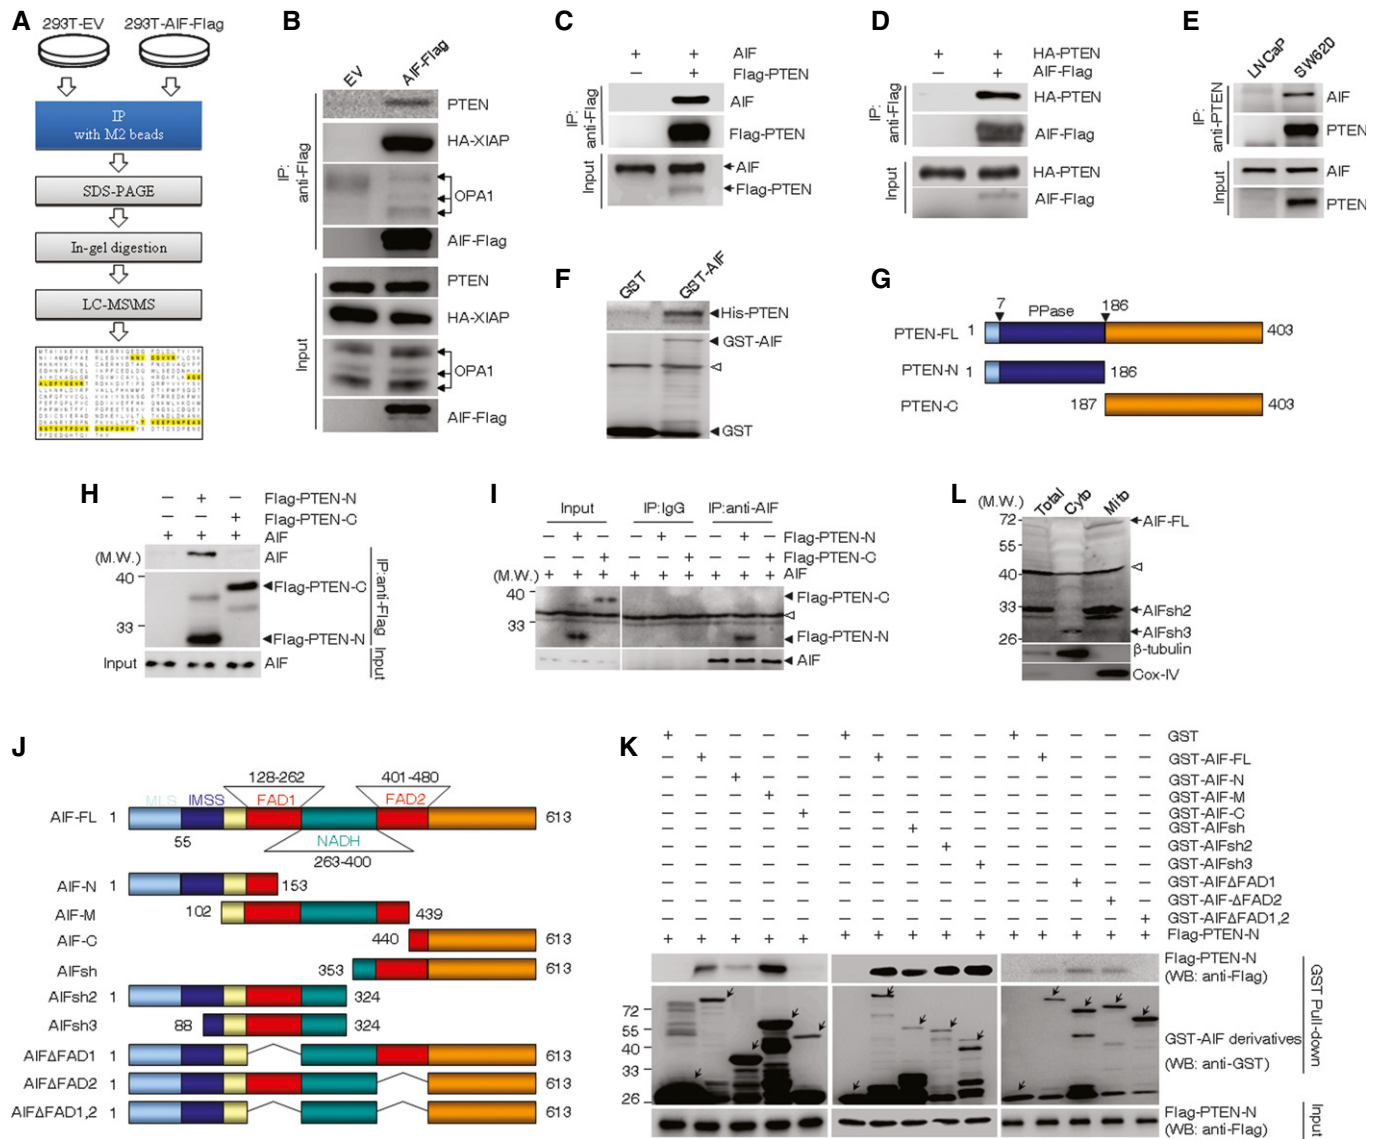 A
293T-EV 293T-AIF-Flag
IP
with M2 beads
SDS-PAGE
In-gel digestion
LC-MS\MS
B
EV AIF-Flag
IP: anti-Flag
PTEN
HA-XIAP
OPA1
AIF-Flag
Input
PTEN
HA-XIAP
OPA1
AIF-Flag
C
+ + AIF
− + Flag-PTEN
IP: anti-Flag
AIF
Flag-PTEN
Input
AIF
Flag-PTEN
D
+ + HA-PTEN
− + AIF-Flag
IP: anti-Flag
HA-PTEN
AIF-Flag
Input
HA-PTEN
AIF-Flag
E
LNCaP SW620
IP: anti-PTEN
AIF
PTEN
Input
AIF
PTEN
F
GST GST-AIF
His-PTEN
GST-AIF
GST
G
7 PPase 186
PTEN-FL 1 403
PTEN-N 1 186
PTEN-C 187 403
H
− + − Flag-PTEN-N
− − + Flag-PTEN-C
+ + + AIF
(M.W.) AIF
40
Flag-PTEN-C
33
Flag-PTEN-N
IP:anti-Flag
Input AIF
Input
I
Input IP:IgG IP:anti-AIF
− + − − + − − + − Flag-PTEN-N
− − + − − + − − + Flag-PTEN-C
(M.W.) + + + + + + + + + AIF
40 Flag-PTEN-C
33
Flag-PTEN-N
AIF
L
(M.W.) Total Cyto Mito
72 AIF-FL
55
40
33 AIFsh2
AIFsh3
26
β-tubulin
Cox-IV
J
128-262 401-480
MLS IMSS FAD1 FAD2
AIF-FL 1 613
55 NADH
263-400
AIF-N 1 153
AIF-M 102 439
AIF-C 440 613
AIFsh 353 613
AIFsh2 1 324
AIFsh3 88 324
AIFΔFAD1 1 613
AIFΔFAD2 1 613
AIFΔFAD1,2 1 613
K
+ − − − − + − − − − + − − − − GST
− + − − − − + − − − − + − − − GST-AIF-FL
− − + − − − − − − − − − − − − GST-AIF-N
− − − + − − − − − − − − − − − GST-AIF-M
− − − − + − − − − − − − − − − GST-AIF-C
− − − − − − − + − − − − − − − GST-AIFsh
− − − − − − − − + − − − − − − GST-AIFsh2
− − − − − − − − − + − − − − − GST-AIFsh3
− − − − − − − − − − − − + − − GST-AIFΔFAD1
− − − − − − − − − − − − − + − GST-AIF-ΔFAD2
− − − − − − − − − − − − − − + GST-AIFΔFAD1,2
+ + + + + + + + + + + + + + + Flag-PTEN-N
Flag-PTEN-N
(WB: anti-Flag)
72
55
40
33
26
GST-AIF derivatives
(WB: anti-GST)
GST Pull-down
Flag-PTEN-N
(WB: anti-Flag)
Input